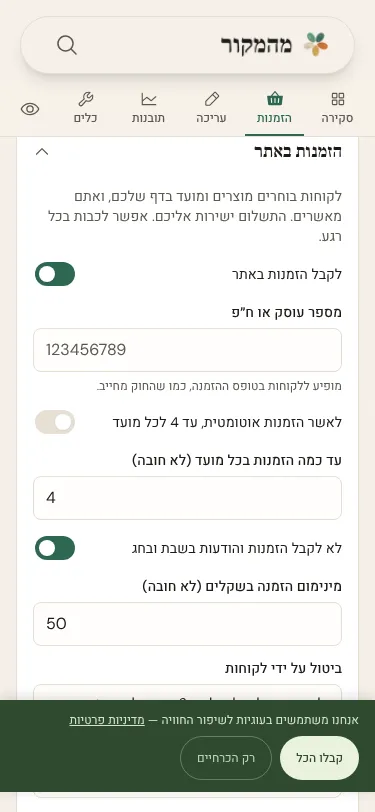 מהמקור
סקירה
הזמנות
עריכה
תובנות
כלים
הזמנות באתר
לקוחות בוחרים מוצרים ומועד בדף שלכם, ואתם
מאשרים. התשלום ישירות אליכם. אפשר לכבות בכל
רגע.
לקבל הזמנות באתר
מספר עוסק או ח״פ
123456789
מופיע ללקוחות בטופס ההזמנה, כמו שהחוק מחייב.
לאשר הזמנות אוטומטית, עד 4 לכל מועד
עד כמה הזמנות בכל מועד (לא חובה)
4
לא לקבל הזמנות והודעות בשבת ובחג
מינימום הזמנה בשקלים (לא חובה)
50
ביטול על ידי לקוחות
אנחנו משתמשים בעוגיות לשיפור החוויה — מדיניות פרטיות
קבלו הכל
רק הכרחיים